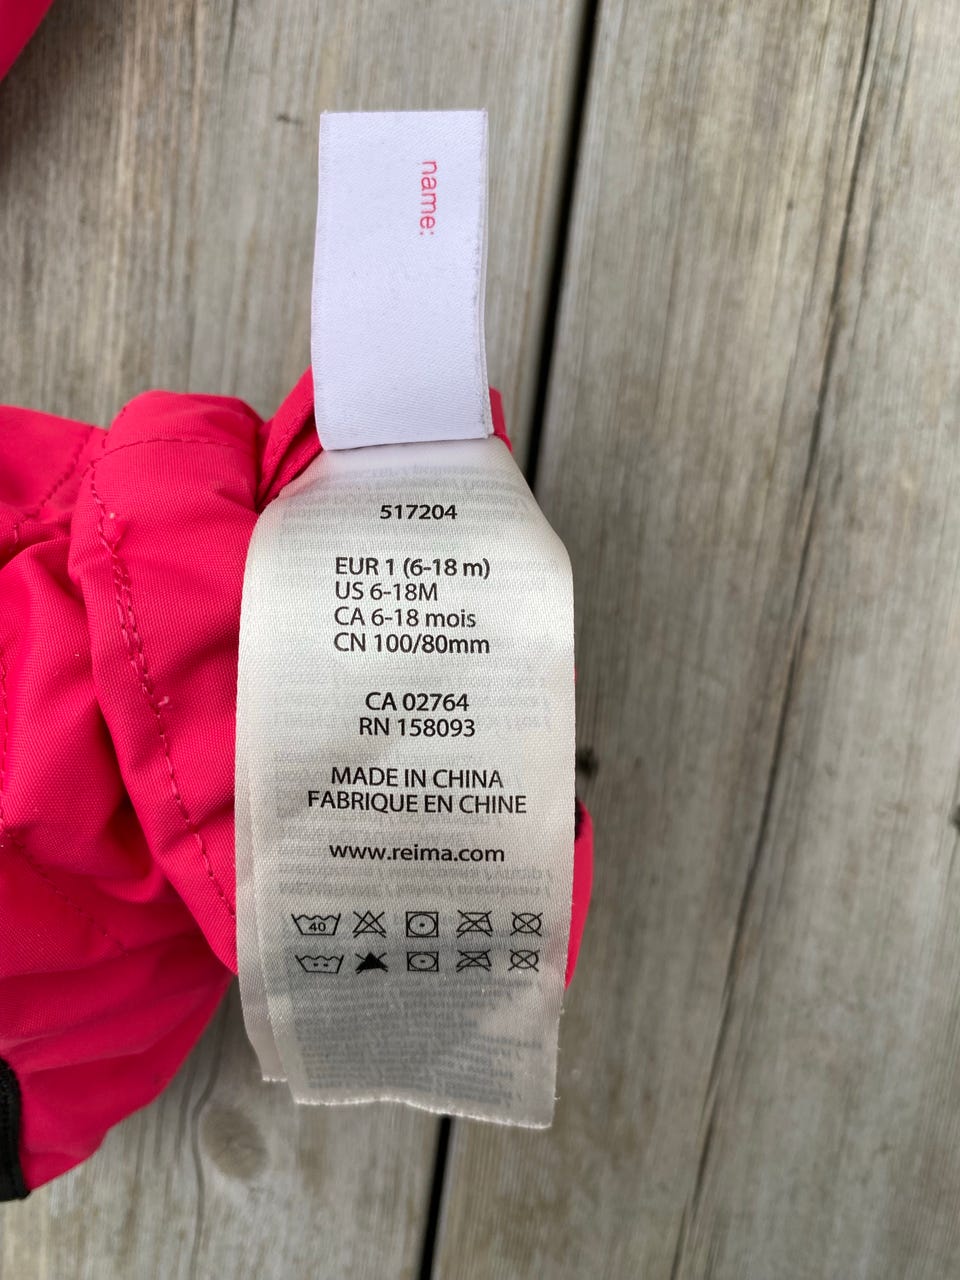 name:
517204
EUR 1 (6-18 m)
US 6-18M
CA 6-18 mois
CN 100/80mm
CA 02764
RN 158093
MADE IN CHINA
FABRIQUE EN CHINE
www.reima.com
40